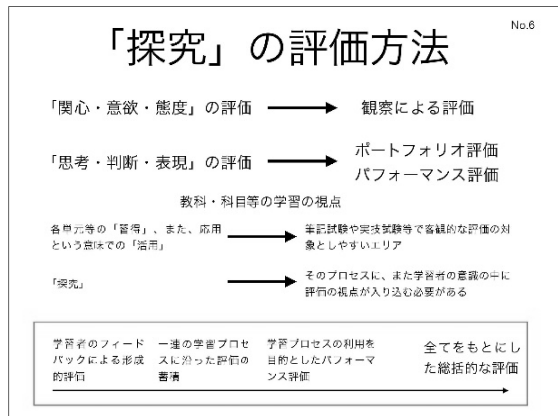 No.6
「探究」の評価方法
「関心・意欲・態度」の評価
観察による評価
「思考・判断・表現」の評価
ポートフォリオ評価
パフォーマンス評価
教科・科目等の学習の視点
各単元等の「習得」、また、応用
という意味での「活用」
筆記試験や実技試験等で客観的な評価の対
象としやすいエリア
「探究」
そのプロセスに、また学習者の意識の中に
評価の視点が入り込む必要がある
学習者のフィード
バックによる形成
的評価
一連の学習プロセ
スに沿った評価の
蓄積
学習プロセスの利用を
目的としたパフォーマ
ンス評価
全てをもとにし
た総括的な評価